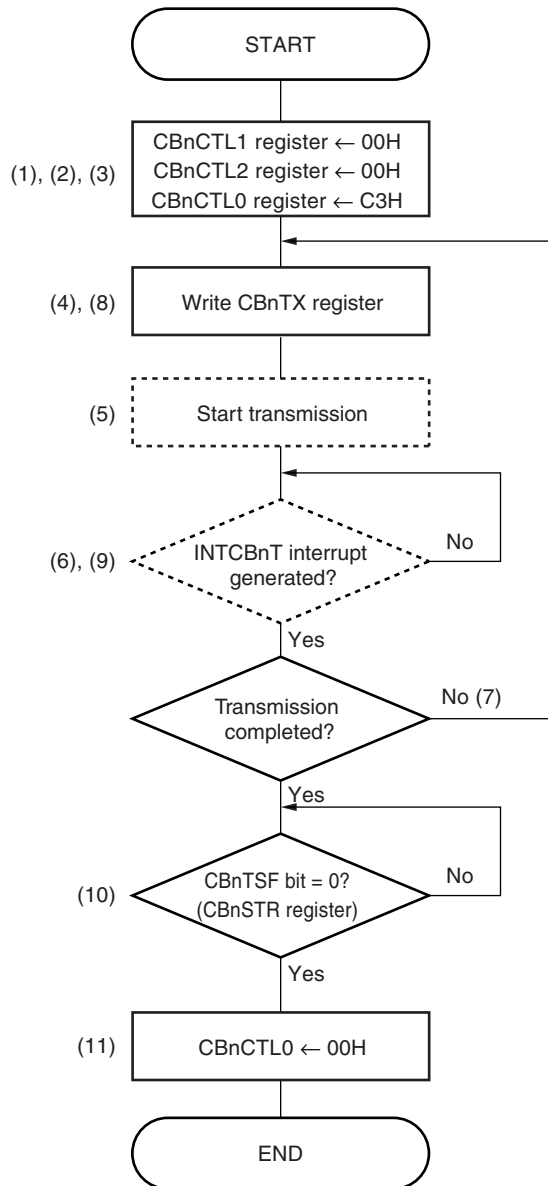 START
(1), (2), (3)
CBnCTL1 register ← 00H
CBnCTL2 register ← 00H
CBnCTL0 register ← C3H
(4), (8)
Write CBnTX register
(5)
Start transmission
(6), (9)
INTCBnT interrupt
generated?
No
Yes
Transmission
completed?
No (7)
Yes
(10)
CBnTSF bit = 0?
(CBnSTR register)
No
Yes
(11)
CBnCTL0 ← 00H
END